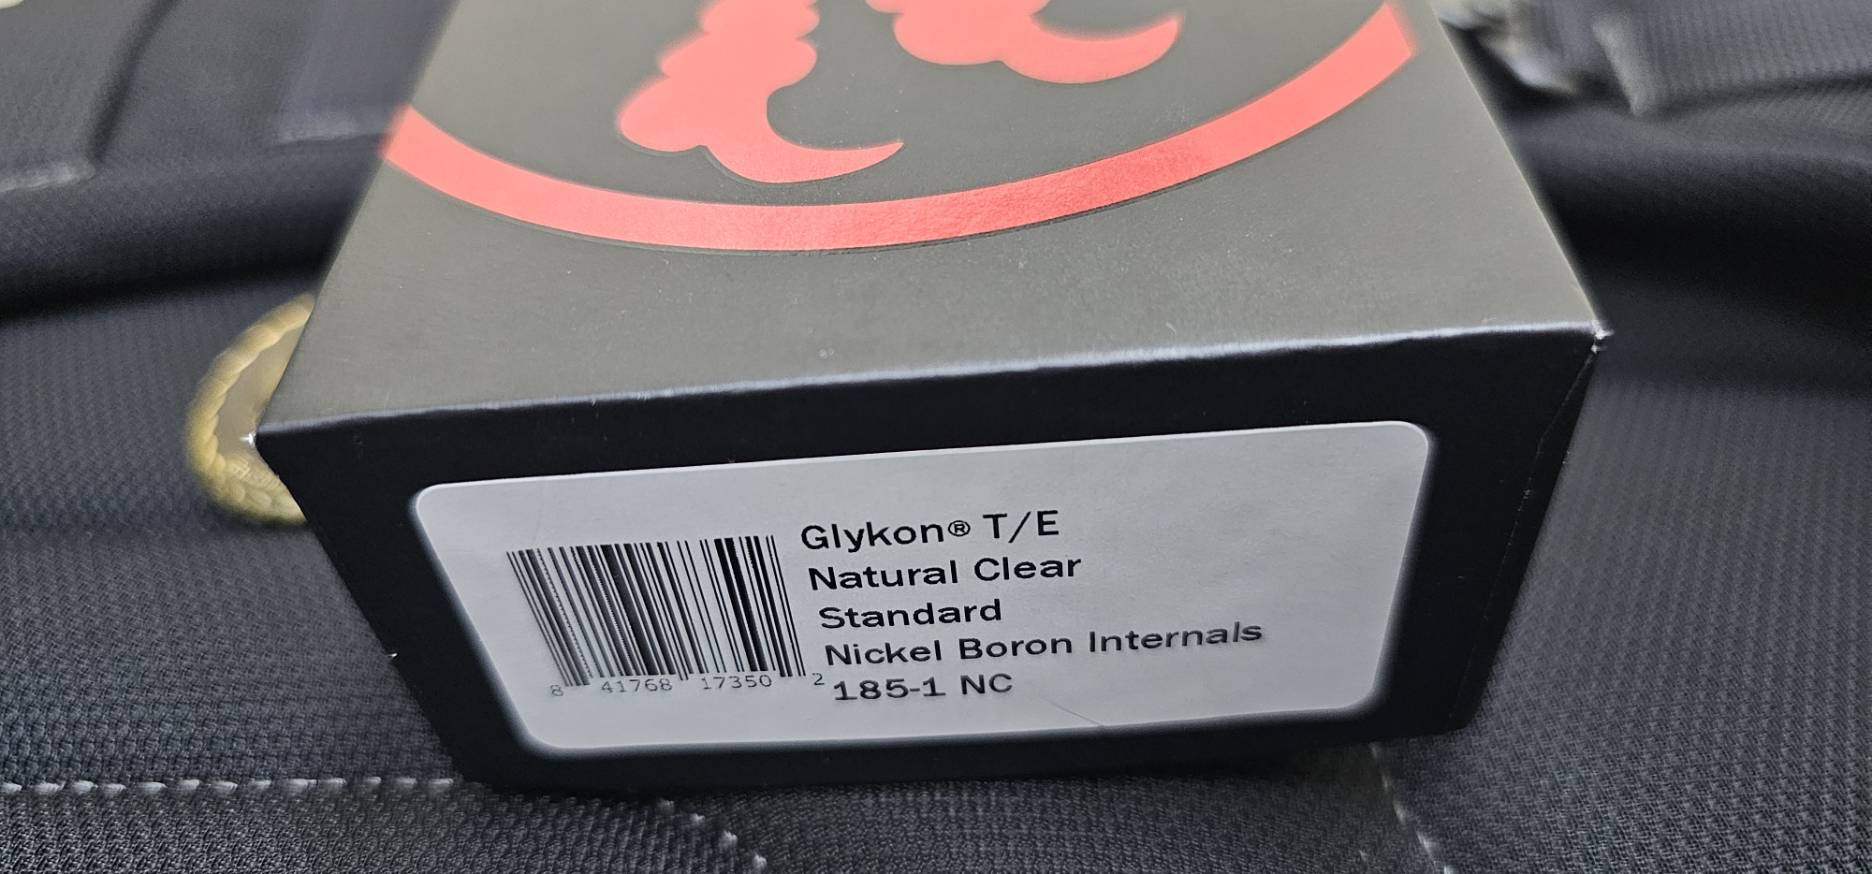 Glykon® T/E
Natural Clear
Standard
Nickel Boron Internals
185-1 NC
8 41768 17350 2